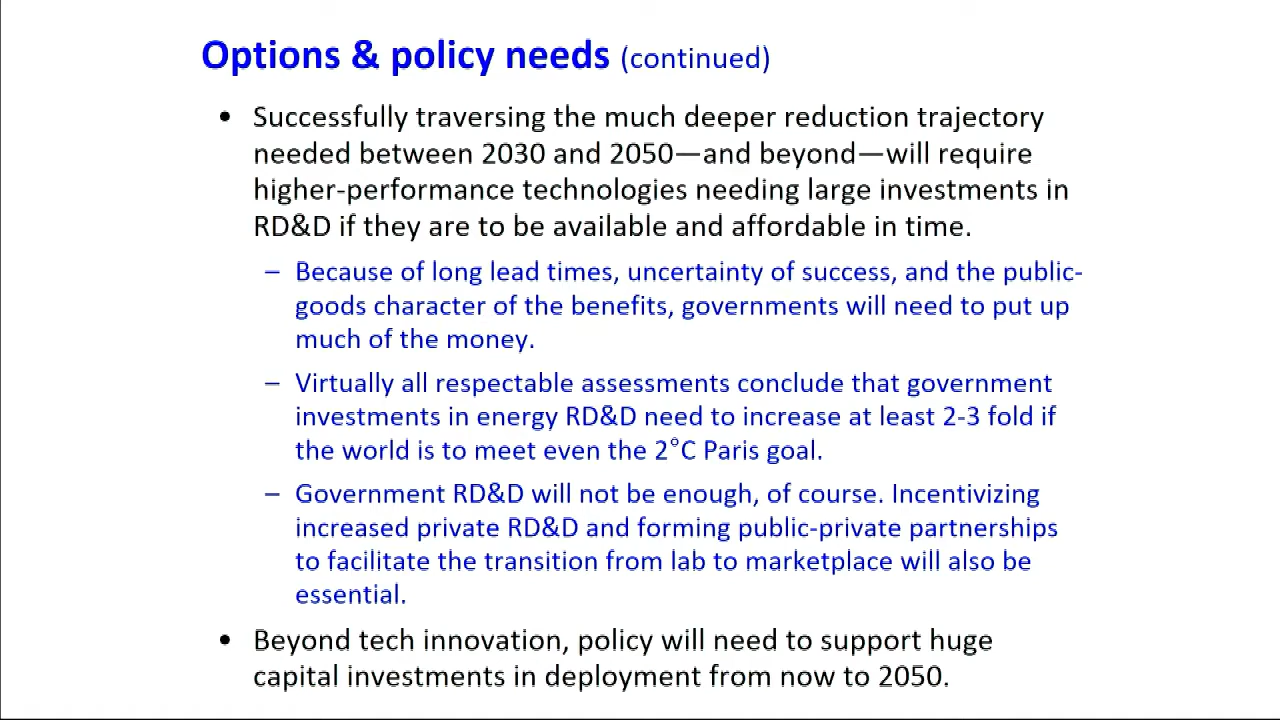 Options & policy needs (continued)
• Successfully traversing the much deeper reduction trajectory
needed between 2030 and 2050—and beyond—will require
higher-performance technologies needing large investments in
RD&D if they are to be available and affordable in time.
– Because of long lead times, uncertainty of success, and the public-
goods character of the benefits, governments will need to put up
much of the money.
– Virtually all respectable assessments conclude that government
investments in energy RD&D need to increase at least 2-3 fold if
the world is to meet even the 2°C Paris goal.
– Government RD&D will not be enough, of course. Incentivizing
increased private RD&D and forming public-private partnerships
to facilitate the transition from lab to marketplace will also be
essential.
• Beyond tech innovation, policy will need to support huge
capital investments in deployment from now to 2050.